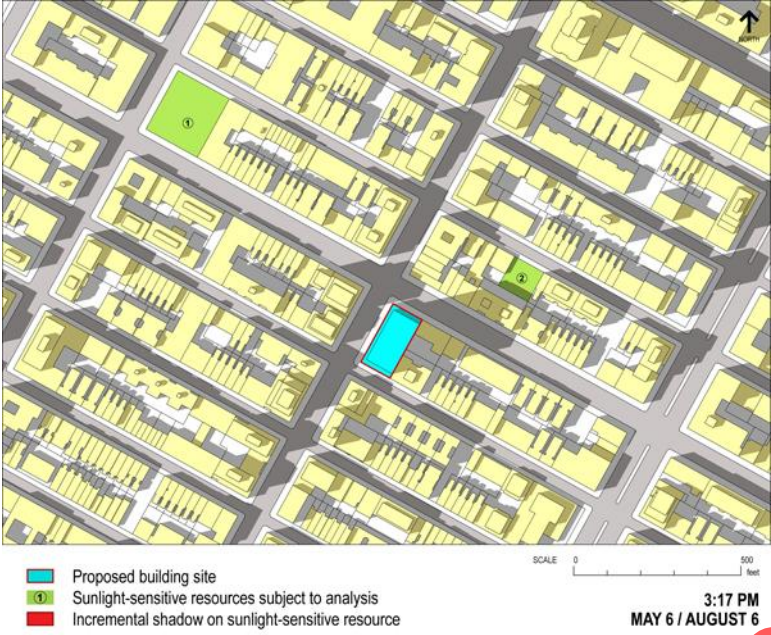 NORTH
1
2
SCALE 0 500
feet
Proposed building site
1 Sunlight-sensitive resources subject to analysis
Incremental shadow on sunlight-sensitive resource
3:17 PM
MAY 6 / AUGUST 6